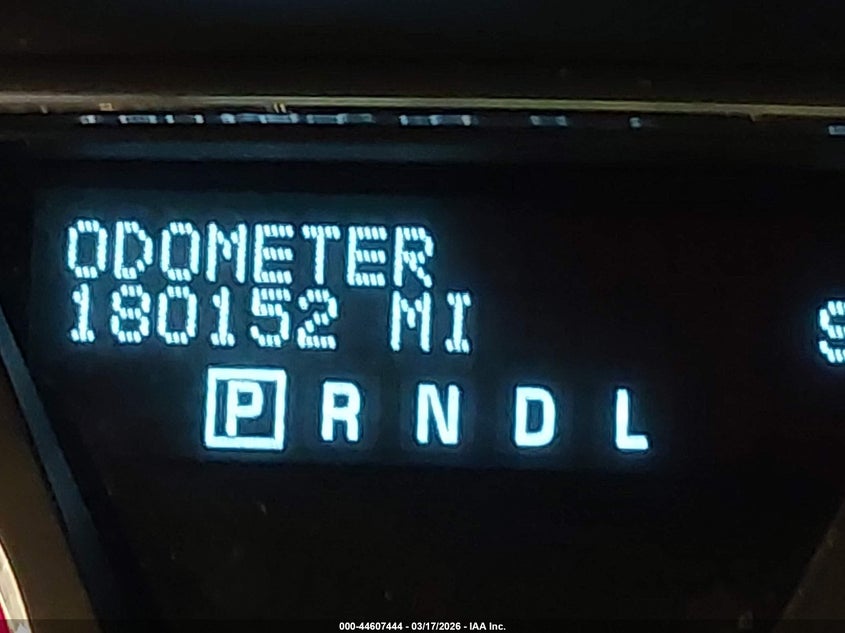 ODOMETER
180152 MI
S
P R N D L
000-44607444 - 03/17/2026 - IAA Inc.